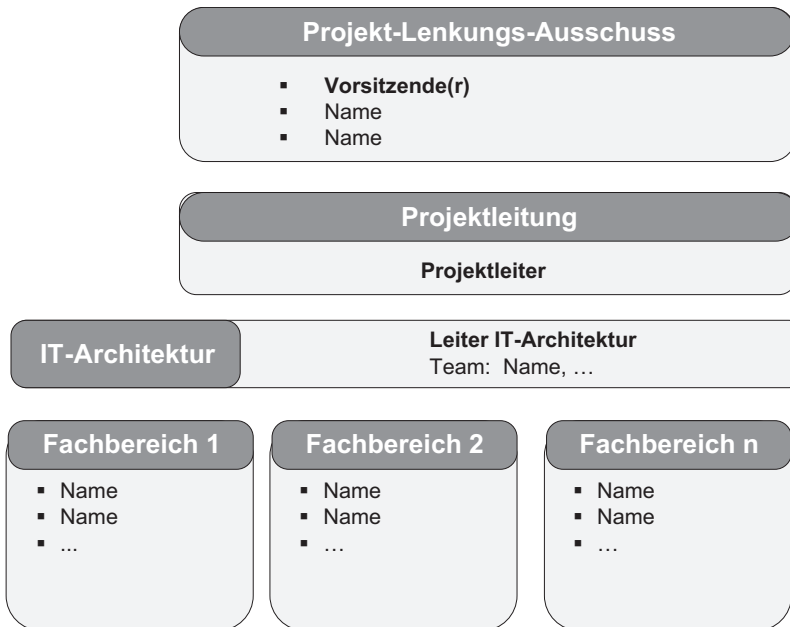 Projekt-Lenkungs-Ausschuss
▪ Vorsitzende(r)
▪ Name
▪ Name
Projektleitung
Projektleiter
IT-Architektur
Leiter IT-Architektur
Team: Name, …
Fachbereich 1
▪ Name
▪ Name
▪ ...
Fachbereich 2
▪ Name
▪ Name
▪ …
Fachbereich n
▪ Name
▪ Name
▪ …